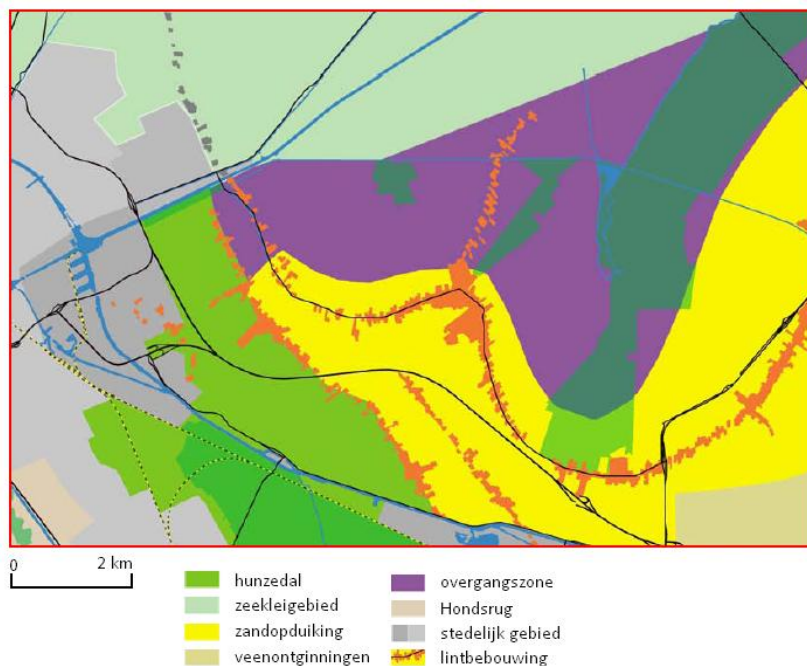 0 2 km
hunzedal
zeekleigebied
zandopduiking
veenontginningen
overgangszone
Hondsrug
stedelijk gebied
lintbebouwing